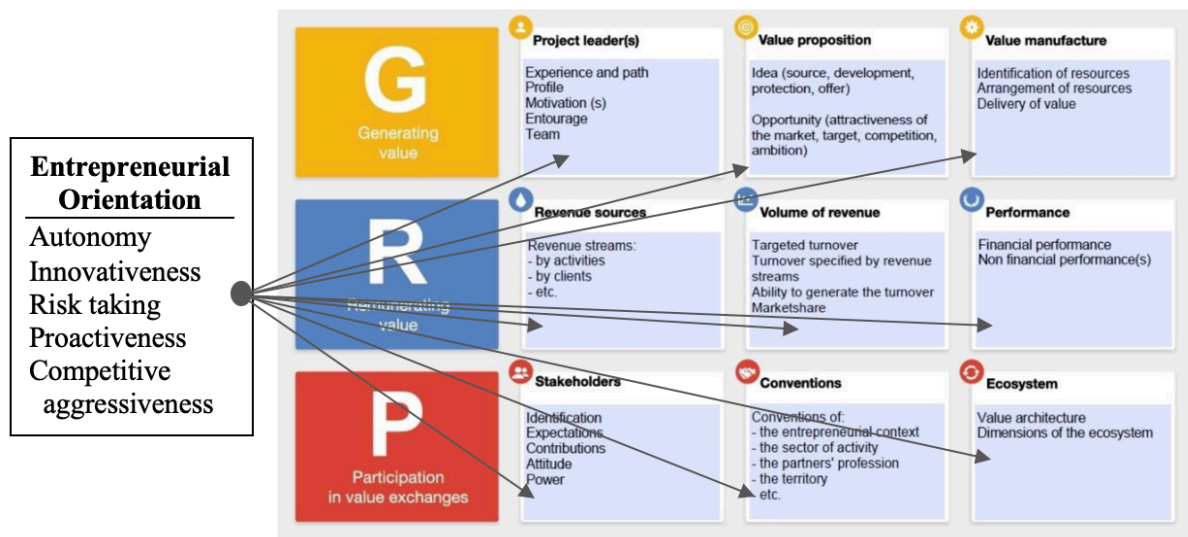 Entrepreneurial
Orientation
Autonomy
Innovativeness
Risk taking
Proactiveness
Competitive
aggressiveness
G
Generating
value
Project leader(s)
Experience and path
Profile
Motivation (s)
Entourage
Team
Value proposition
Idea (source, development,
protection, offer)
Opportunity (attractiveness of
the market, target, competition,
ambition)
Value manufacture
Identification of resources
Arrangement of resources
Delivery of value
R
Remunerating
value
Revenue sources
Revenue streams:
- by activities
- by clients
- etc.
Volume of revenue
Targeted turnover
Turnover specified by revenue
streams
Ability to generate the turnover
Marketshare
Performance
Financial performance
Non financial performance(s)
P
Participation
in value exchanges
Stakeholders
Identification
Expectations
Contributions
Attitude
Power
Conventions
Conventions of:
- the entrepreneurial context
- the sector of activity
- the partners' profession
- the territory
- etc.
Ecosystem
Value architecture
Dimensions of the ecosystem